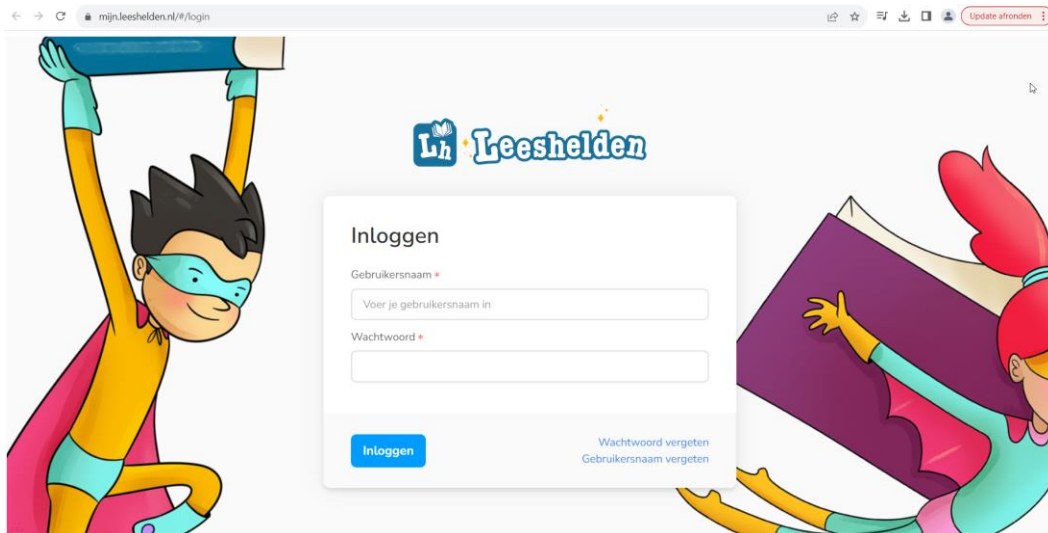 mijn.leeshelden.nl/#/login
Update afronden
Lh Leeshelden
Inloggen
Gebruikersnaam *
Voer je gebruikersnaam in
Wachtwoord *
Inloggen
Wachtwoord vergeten
Gebruikersnaam vergeten